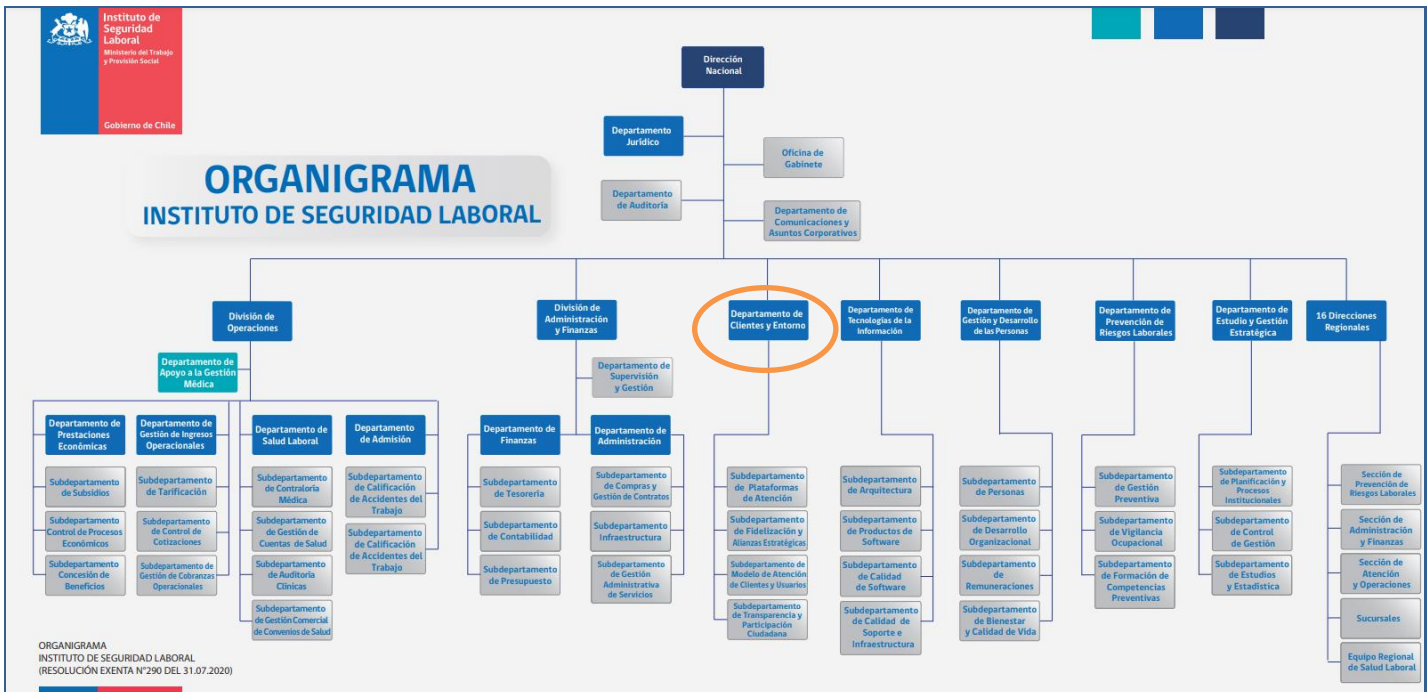 Instituto de
Seguridad
Laboral
Ministerio del Trabajo
y Previsión Social
Gobierno de Chile
ORGANIGRAMA
INSTITUTO DE SEGURIDAD LABORAL
Dirección
Nacional
Departamento
Jurídico
Oficina de
Gabinete
Departamento
de Auditoría
Departamento de
Comunicaciones y
Asuntos Corporativos
División de
Operaciones
División de
Administración
y Finanzas
Departamento de
Clientes y Entorno
Departamento de
Tecnologías de la
Información
Departamento de
Gestión y Desarrollo
de las Personas
Departamento de
Prevención de
Riesgos Laborales
Departamento de
Estudio y Gestión
Estratégica
16 Direcciones
Regionales
Departamento de
Apoyo a la Gestión
Médica
Departamento de
Supervisión
y Gestión
Departamento de
Prestaciones
Económicas
Departamento de
Gestión de Ingresos
Operacionales
Departamento de
Salud Laboral
Departamento
de Admisión
Departamento de
Finanzas
Departamento de
Administración
Subdepartamento
de Subsidios
Subdepartamento
Control de Procesos
Económicos
Subdepartamento
Concesión de
Beneficios
Subdepartamento
de Tarificación
Subdepartamento
de Control de
Cotizaciones
Subdepartamento de
Gestión de Cobranzas
Operacionales
Subdepartamento
de Contraloría
Médica
Subdepartamento
de Gestión de
Cuentas de Salud
Subdepartamento
de Auditoría
Clínicas
Subdepartamento
de Gestión Comercial
de Convenios de Salud
Subdepartamento
de Calificación
de Accidentes del
Trabajo
Subdepartamento
de Calificación
de Accidentes del
Trabajo
Subdepartamento
de Tesorería
Subdepartamento
de Contabilidad
Subdepartamento
de Presupuesto
Subdepartamento
de Compras y
Gestión de Contratos
Subdepartamento
Infraestructura
Subdepartamento
de Gestión
Administrativa
de Servicios
Subdepartamento
de Plataformas
de Atención
Subdepartamento
de Fidelización y
Alianzas Estratégicas
Subdepartamento de
Modelo de Atención
de Clientes y Usuarios
Subdepartamento
de Transparencia y
Participación
Ciudadana
Subdepartamento
de Arquitectura
Subdepartamento
de Productos de
Software
Subdepartamento
de Calidad
de Software
Subdepartamento
de Calidad de
Soporte e
Infraestructura
Subdepartamento
de Personas
Subdepartamento
de Desarrollo
Organizacional
Subdepartamento
de
Remuneraciones
Subdepartamento
de Bienestar
y Calidad de Vida
Subdepartamento
de Gestión
Preventiva
Subdepartamento
de Vigilancia
Ocupacional
Subdepartamento
de Formación de
Competencias
Preventivas
Subdepartamento
de Planificación y
Procesos
Institucionales
Subdepartamento
de Control
de Gestión
Subdepartamento
de Estudios
y Estadística
Sección de
Prevención de
Riesgos Laborales
Sección de
Administración
y Finanzas
Sección de
Atención
y Operaciones
Sucursales
Equipo Regional
de Salud Laboral
ORGANIGRAMA
INSTITUTO DE SEGURIDAD LABORAL
(RESOLUCIÓN EXENTA N°290 DEL 31.07.2020)